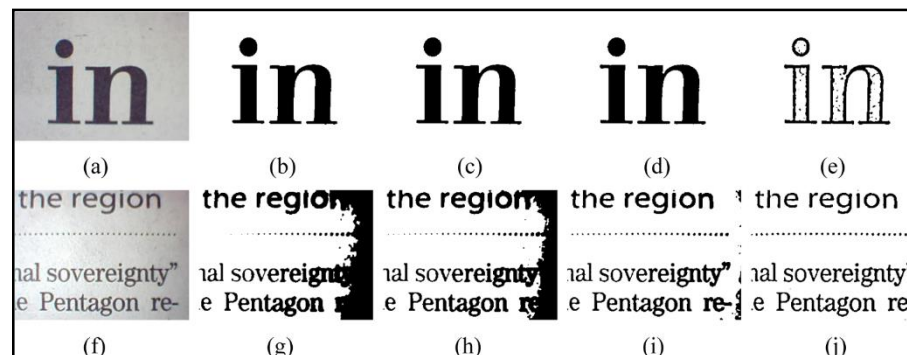 in in in in in
(a) (b) (c) (d) (e)
the region the region the region the region the region
nal sovereignty" nal sovereignty nal sovereignty nal sovereignty" nal sovereignty'
e Pentagon re- e Pentagon e Pentagon re e Pentagon re- e Pentagon re-
(f) (g) (h) (i) (j)